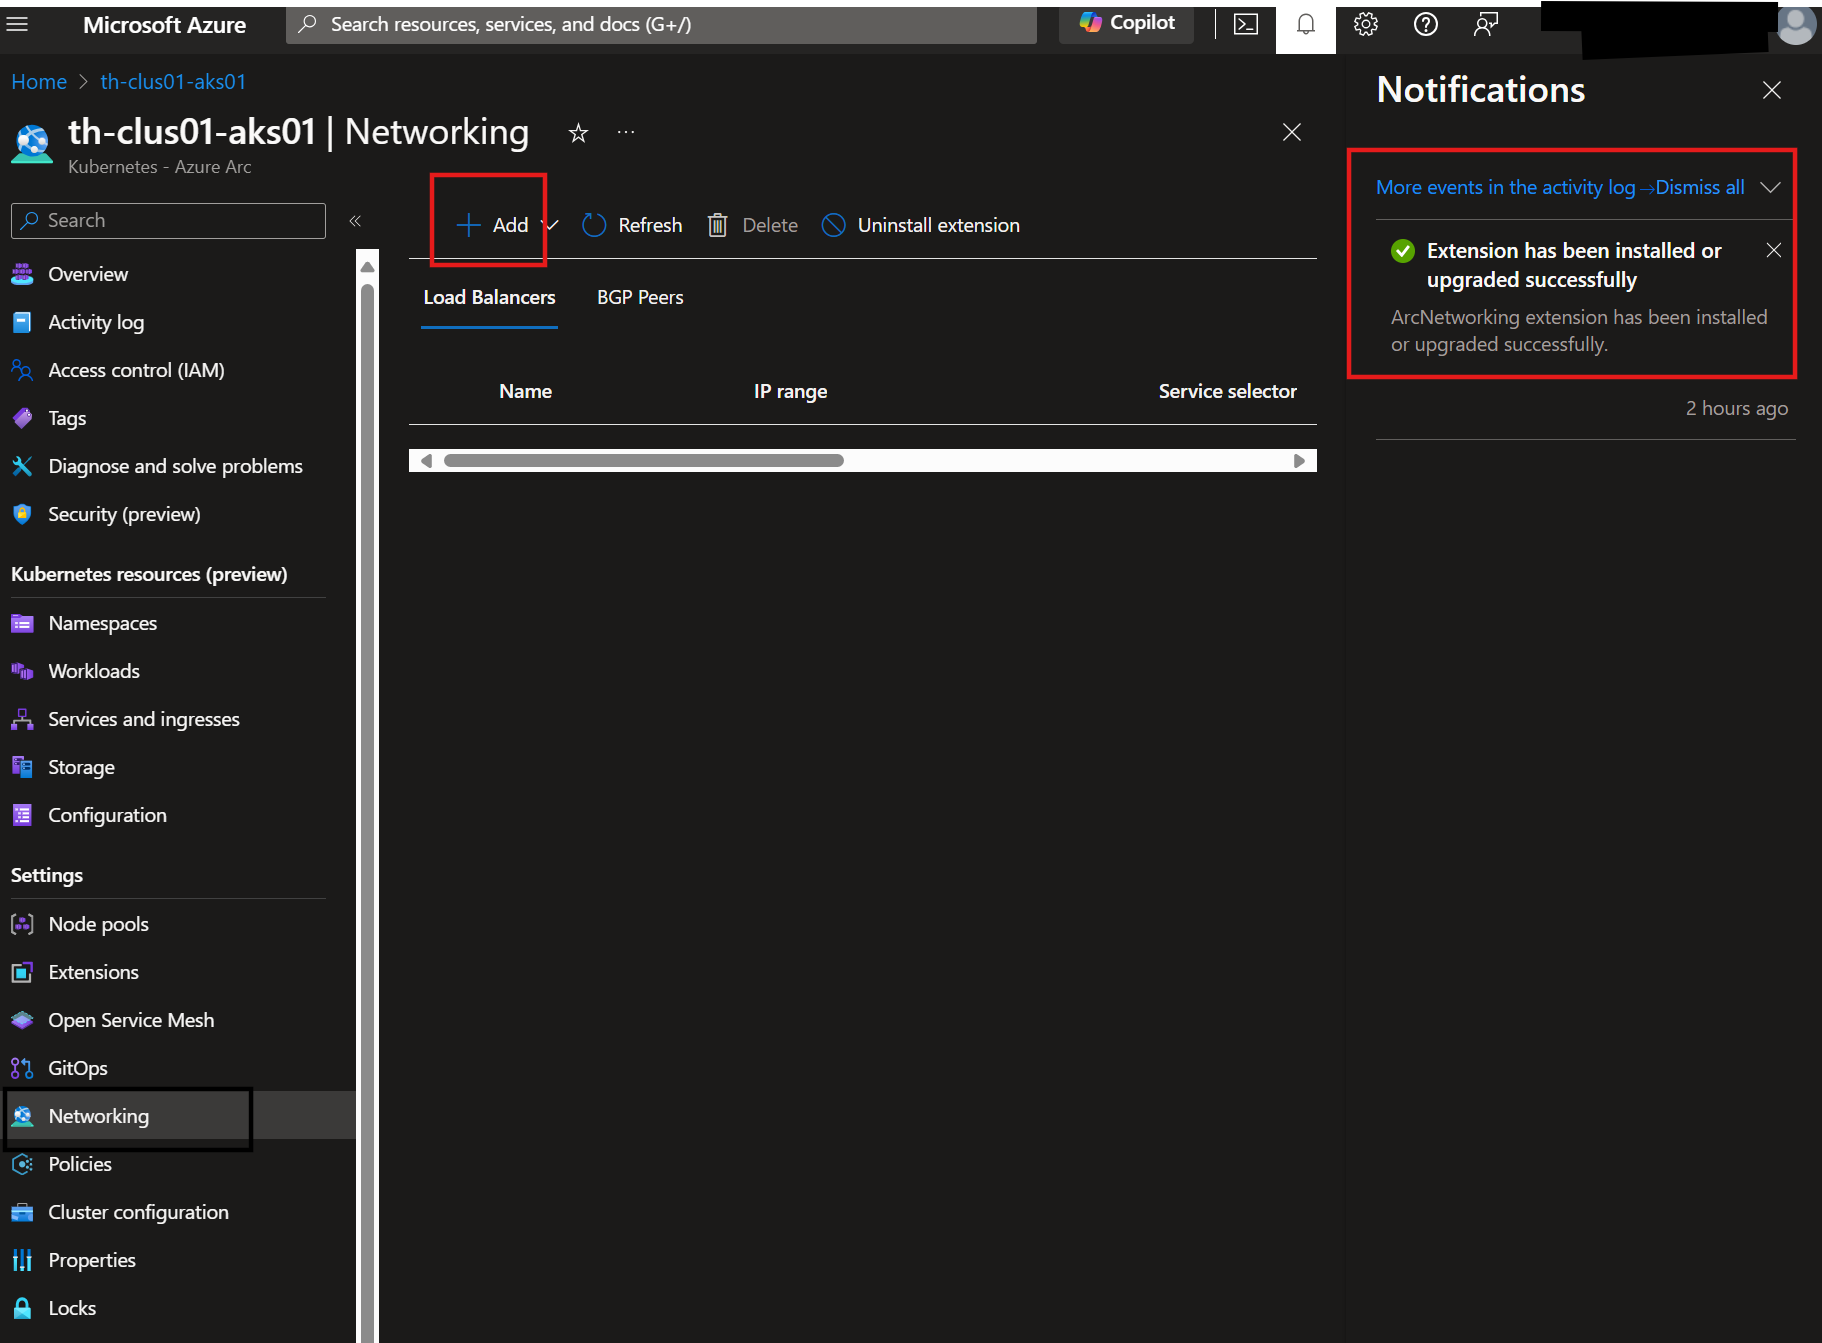 Microsoft Azure
Search resources, services, and docs (G+/)
Copilot
Home > th-clus01-aks01
th-clus01-aks01 | Networking
...
Kubernetes - Azure Arc
Search
«
Overview
Activity log
Access control (IAM)
Tags
Diagnose and solve problems
Security (preview)
Kubernetes resources (preview)
Namespaces
Workloads
Services and ingresses
Storage
Configuration
Settings
Node pools
Extensions
Open Service Mesh
GitOps
Networking
Policies
Cluster configuration
Properties
Locks
Add
Refresh
Delete
Uninstall extension
Load Balancers
BGP Peers
Name
IP range
Service selector
Notifications
More events in the activity log →
Dismiss all
Extension has been installed or
upgraded successfully
ArcNetworking extension has been installed
or upgraded successfully.
2 hours ago